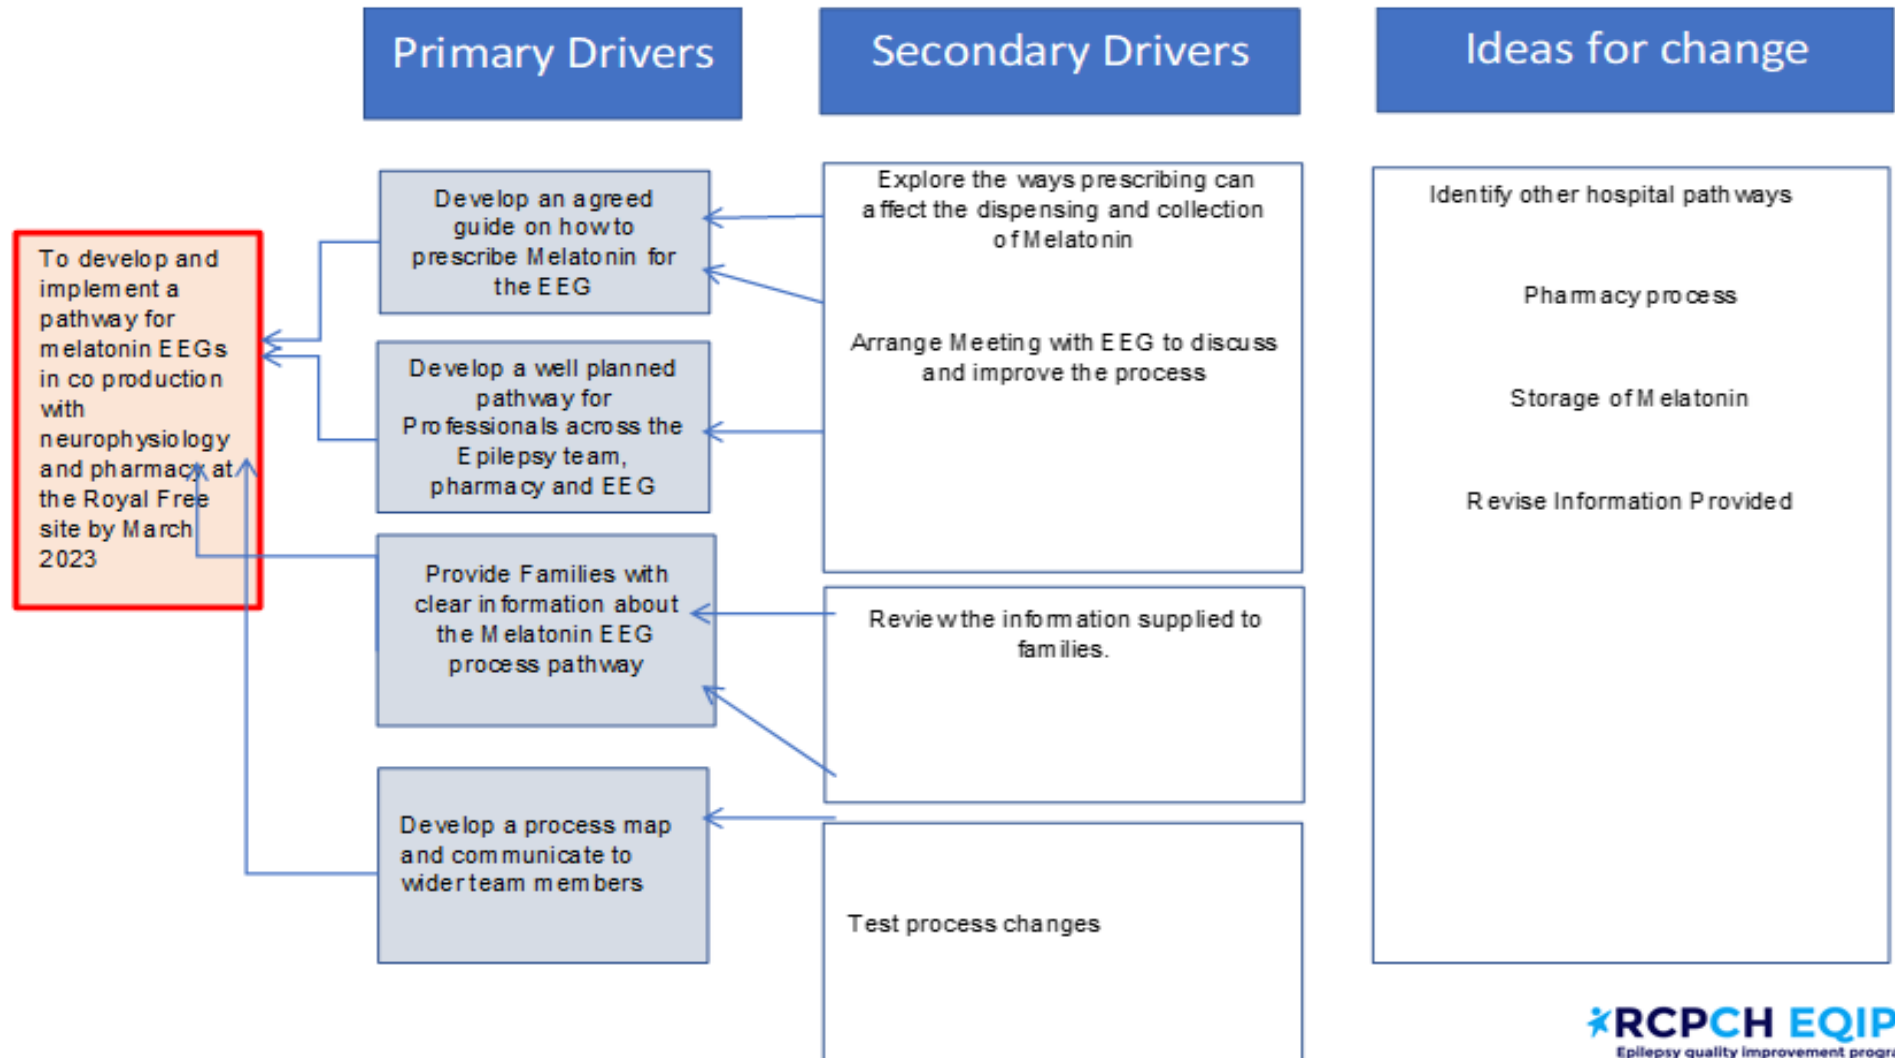 Primary Drivers
Secondary Drivers
Ideas for change
To develop and
implement a
pathway for
melatonin EEGs
in co production
with
neurophysiology
and pharmacy at
the Royal Free
site by March
2023
Develop an agreed
guide on how to
prescribe Melatonin for
the EEG
Develop a well planned
pathway for
Professionals across the
Epilepsy team,
pharmacy and EEG
Provide Families with
clear information about
the Melatonin EEG
process pathway
Develop a process map
and communicate to
wider team members
Explore the ways prescribing can
affect the dispensing and collection
of Melatonin
Arrange Meeting with EEG to discuss
and improve the process
Review the information supplied to
families.
Test process changes
Identify other hospital pathways
Pharmacy process
Storage of Melatonin
Revise Information Provided
RCPCH EQIP
Epilepsy quality improvement progra